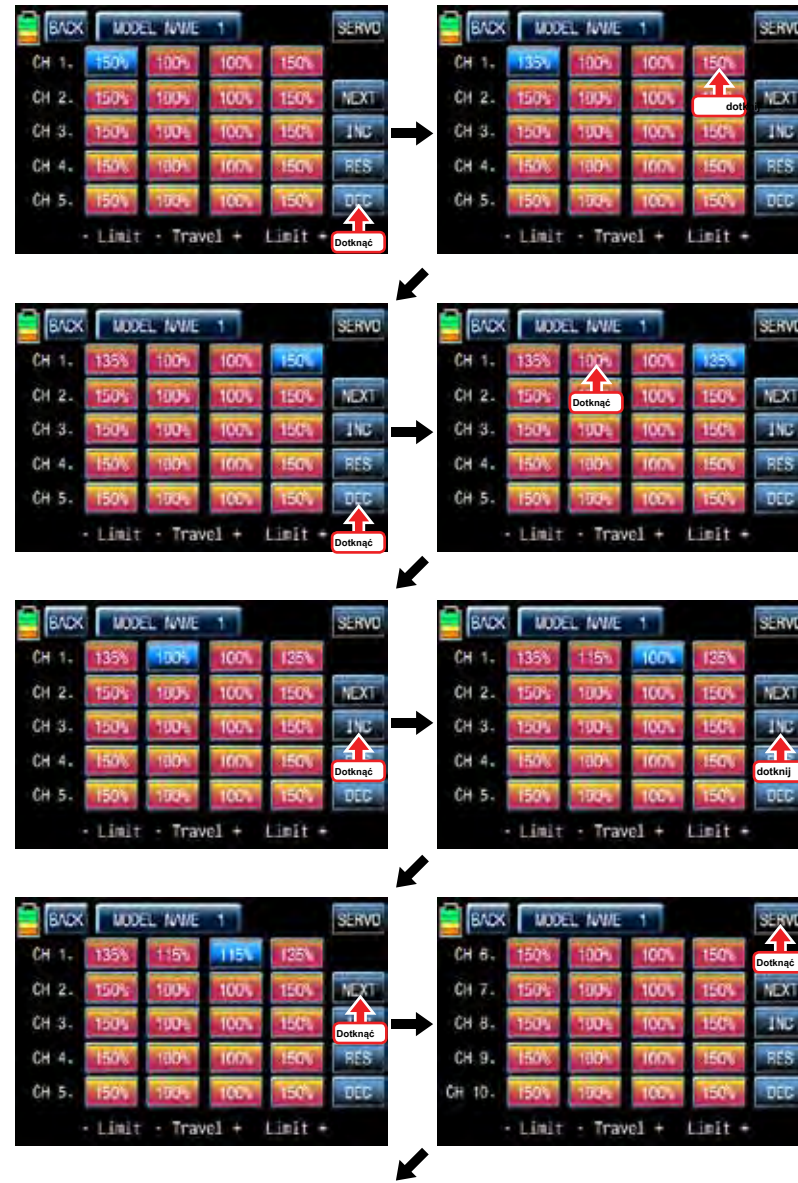 BACK MODEL NAME 1 SERVO
CH 1. 150% 100% 100% 150%
CH 2. 150% 100% 100% 150% NEXT
CH 3. 150% 100% 100% 150% INC
CH 4. 150% 100% 100% 150% RES
CH 5. 150% 100% 100% 150% DEC
- Limit - Travel + Limit +
Dotknąć
BACK MODEL NAME 1 SERVO
CH 1. 135% 100% 100% 150%
CH 2. 150% 100% 100% NEXT
CH 3. 150% 100% 100% 150% INC
CH 4. 150% 100% 100% 150% RES
CH 5. 150% 100% 100% 150% DEC
- Limit - Travel + Limit +
BACK MODEL NAME 1 SERVO
CH 1. 135% 100% 100% 150%
CH 2. 150% 100% 100% 150% NEXT
CH 3. 150% 100% 100% 150% INC
CH 4. 150% 100% 100% 150% RES
CH 5. 150% 100% 100% 150% DEC
- Limit - Travel + Limit +
Dotknąć
BACK MODEL NAME 1 SERVO
CH 1. 135% 100% 100% 135%
CH 2. 150% Dotknąć 100% 150% NEXT
CH 3. 150% 100% 100% 150% INC
CH 4. 150% 100% 100% 150% RES
CH 5. 150% 100% 100% 150% DEC
- Limit - Travel + Limit +
BACK MODEL NAME 1 SERVO
CH 1. 135% 100% 100% 135%
CH 2. 150% 100% 100% 150% NEXT
CH 3. 150% 100% 100% 150% INC
CH 4. 150% 100% 100% 150%
Dotknąć
CH 5. 150% 100% 100% 150% DEC
- Limit - Travel + Limit +
BACK MODEL NAME 1 SERVO
CH 1. 135% 115% 100% 135%
CH 2. 150% 100% 100% 150% NEXT
CH 3. 150% 100% 100% 150% INC
CH 4. 150% 100% 100% 150%
dotknij
CH 5. 150% 100% 100% 150% DEC
- Limit - Travel + Limit +
BACK MODEL NAME 1 SERVO
CH 1. 135% 115% 115% 135%
CH 2. 150% 100% 100% 150% NEXT
CH 3. 150% 100% 100% 150%
Dotknąć
CH 4. 150% 100% 100% 150% RES
CH 5. 150% 100% 100% 150% DEC
- Limit - Travel + Limit +
BACK MODEL NAME 1 SERVO
CH 6. 150% 100% 100% 150% Dotknąć
CH 7. 150% 100% 100% 150% NEXT
CH 8. 150% 100% 100% 150% INC
CH 9. 150% 100% 100% 150% RES
CH 10. 150% 100% 100% 150% DEC
- Limit - Travel + Limit +